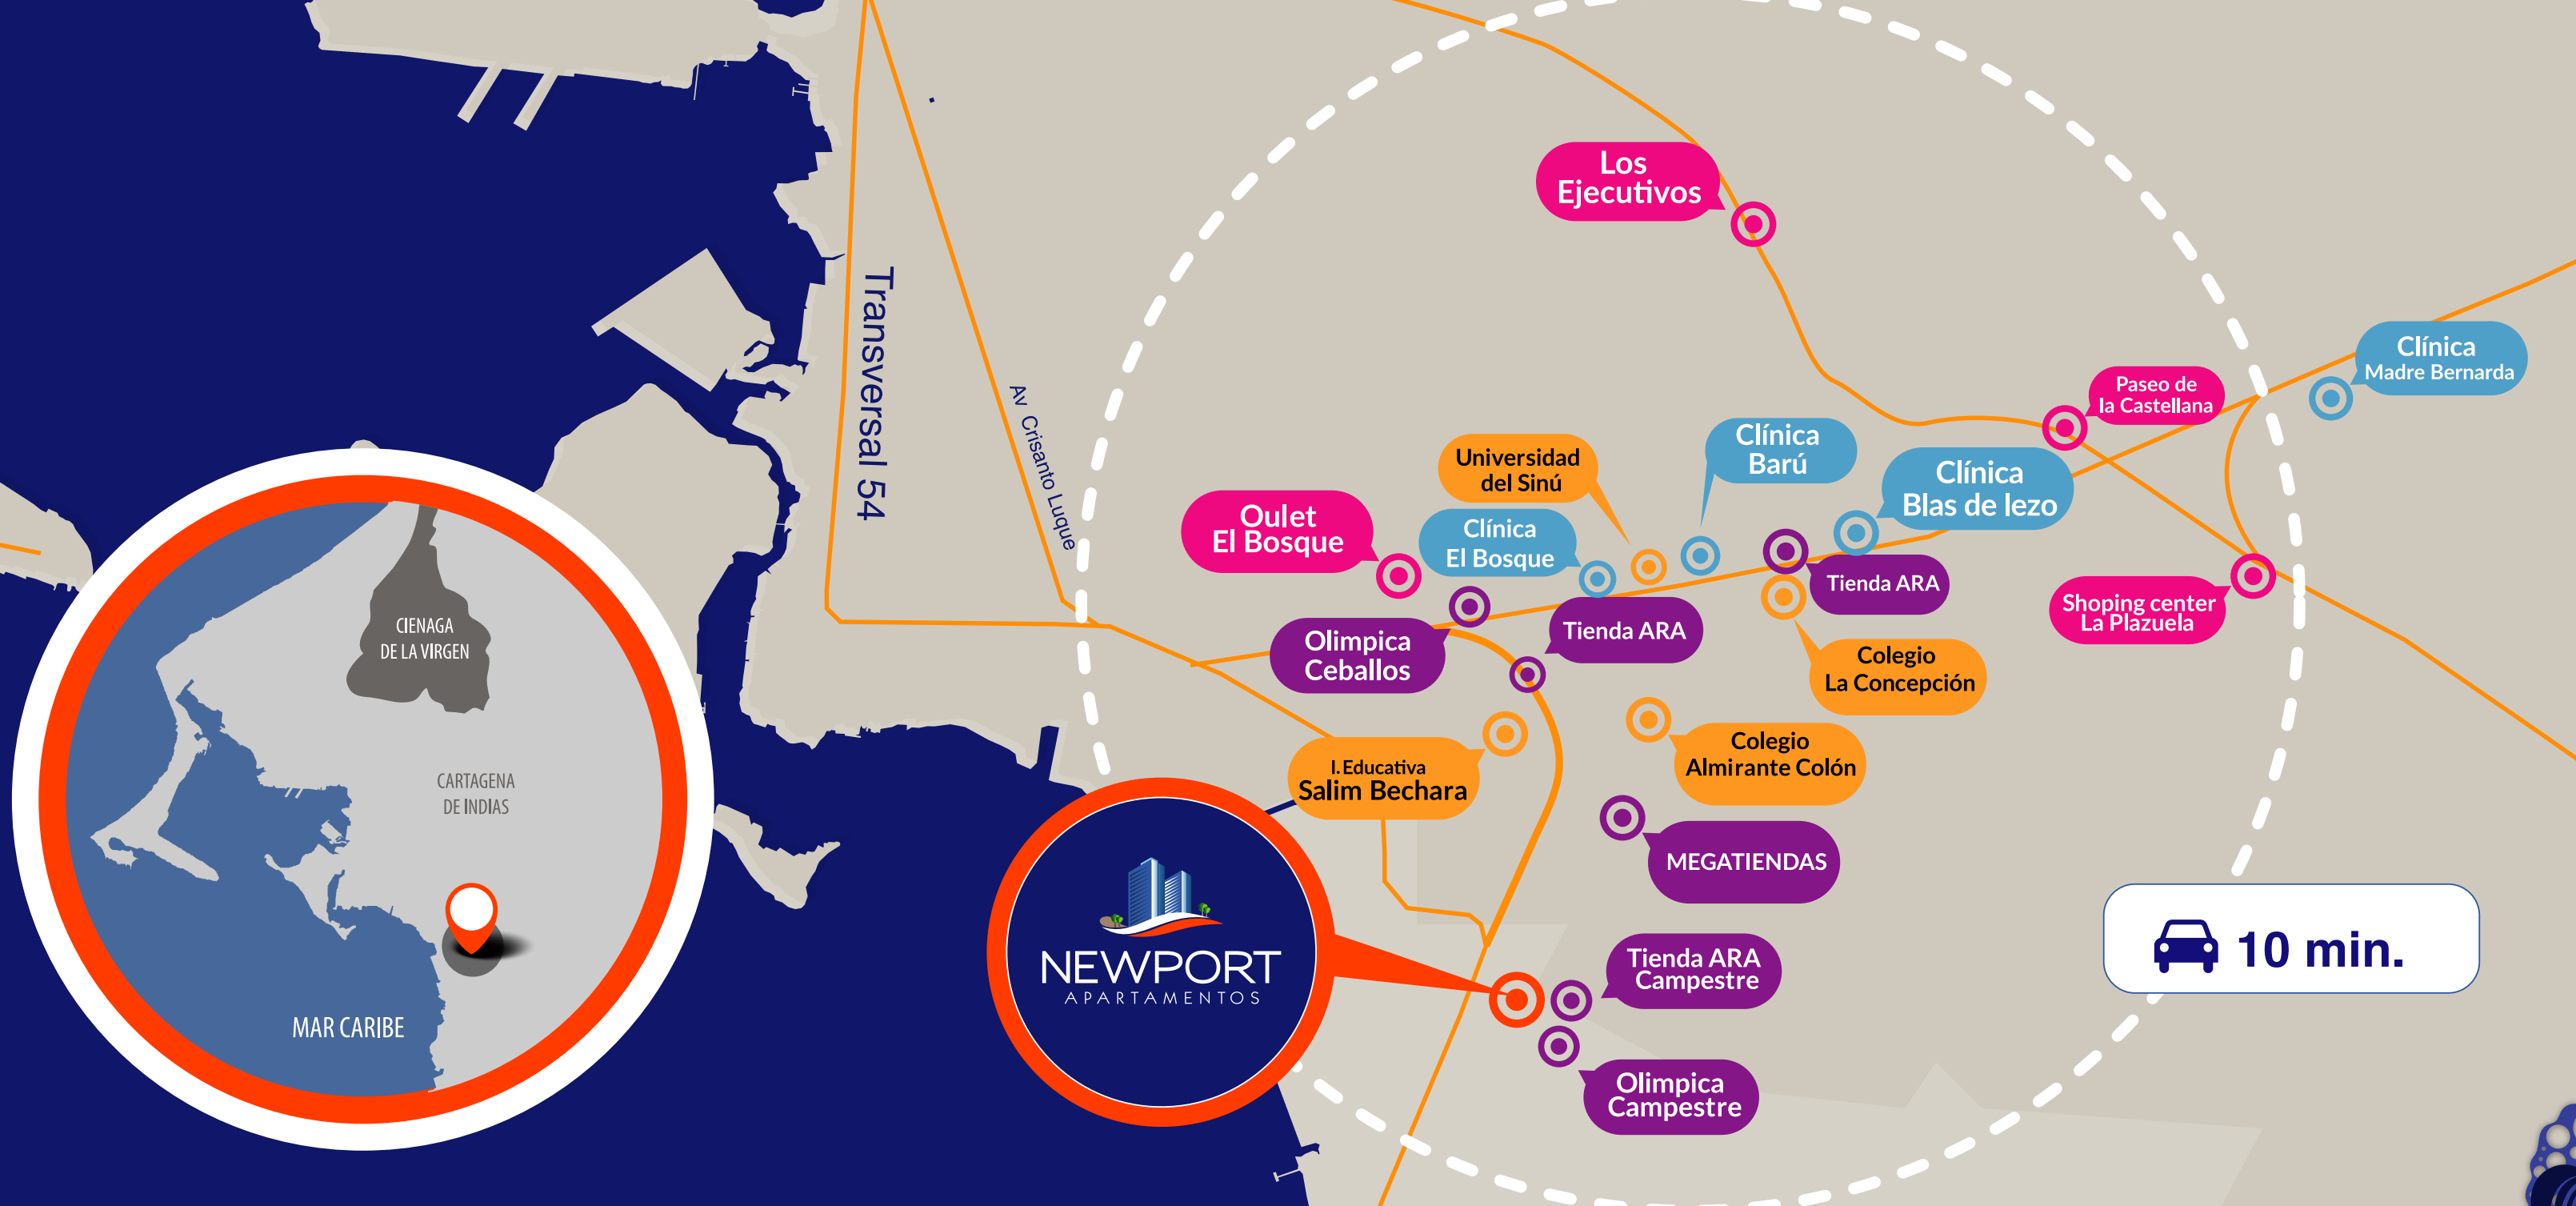 Los
Ejecutivos
Transversal 54
Av Crisanto Luque
Clínica
Madre Bernarda
Paseo de
la Castellana
Clínica
Barú
Universidad
del Sinú
Clínica
Blas de lezo
Oulet
El Bosque
Clínica
El Bosque
Tienda ARA
Shoping center
La Plazuela
Tienda ARA
Olimpica
Ceballos
Colegio
La Concepción
Colegio
Almirante Colón
I. Educativa
Salim Bechara
MEGATIENDAS
CIENAGA
DE LA VIRGEN
CARTAGENA
DE INDIAS
MAR CARIBE
NEWPORT
APARTAMENTOS
Tienda ARA
Campestre
10 min.
Olimpica
Campestre